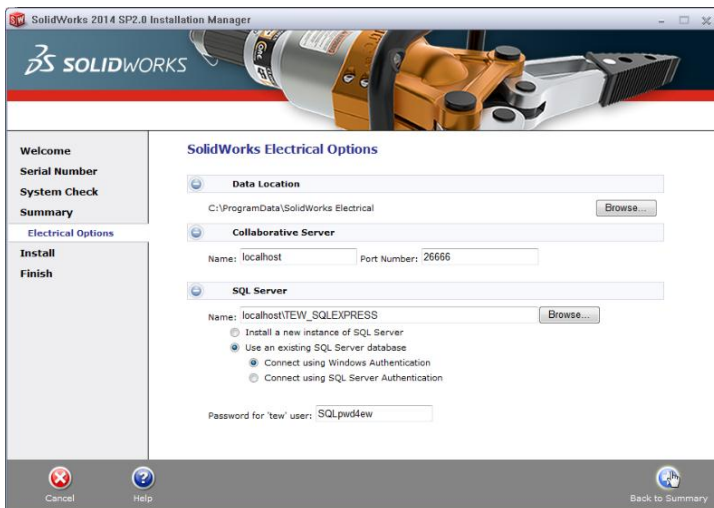 SolidWorks 2014 SP2.0 Installation Manager
SOLIDWORKS
Welcome
Serial Number
System Check
Summary
Electrical Options
Install
Finish
SolidWorks Electrical Options
Data Location
C:\ProgramData\SolidWorks Electrical
Browse...
Collaborative Server
Name: localhost Port Number: 26666
SQL Server
Name: localhost\TEW_SQLEXPRESS Browse...
Install a new instance of SQL Server
Use an existing SQL Server database
Connect using Windows Authentication
Connect using SQL Server Authentication
Password for 'tew' user: SQLpwd4ew
Cancel
Help
Back to Summary